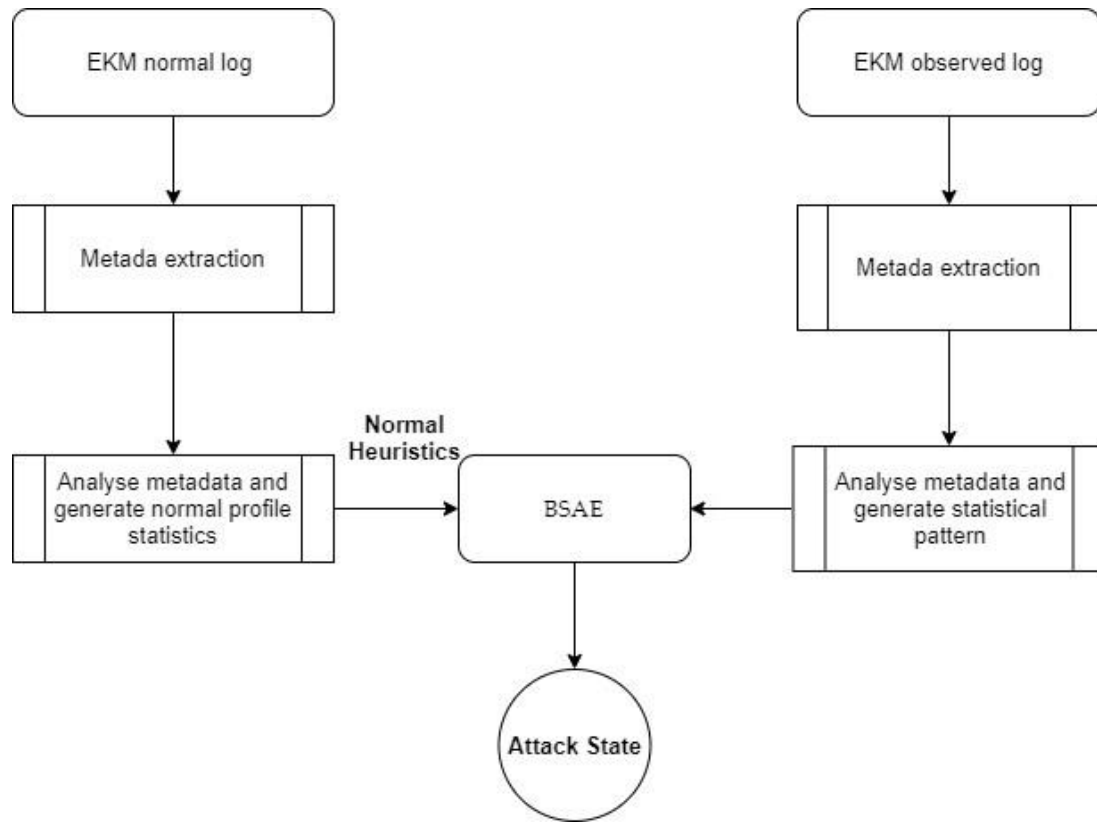 EKM normal log
EKM observed log
Metada extraction
Metada extraction
Normal
Heuristics
Analyse metadata and
generate normal profile
statistics
BSAE
Analyse metadata and
generate statistical
pattern
Attack State